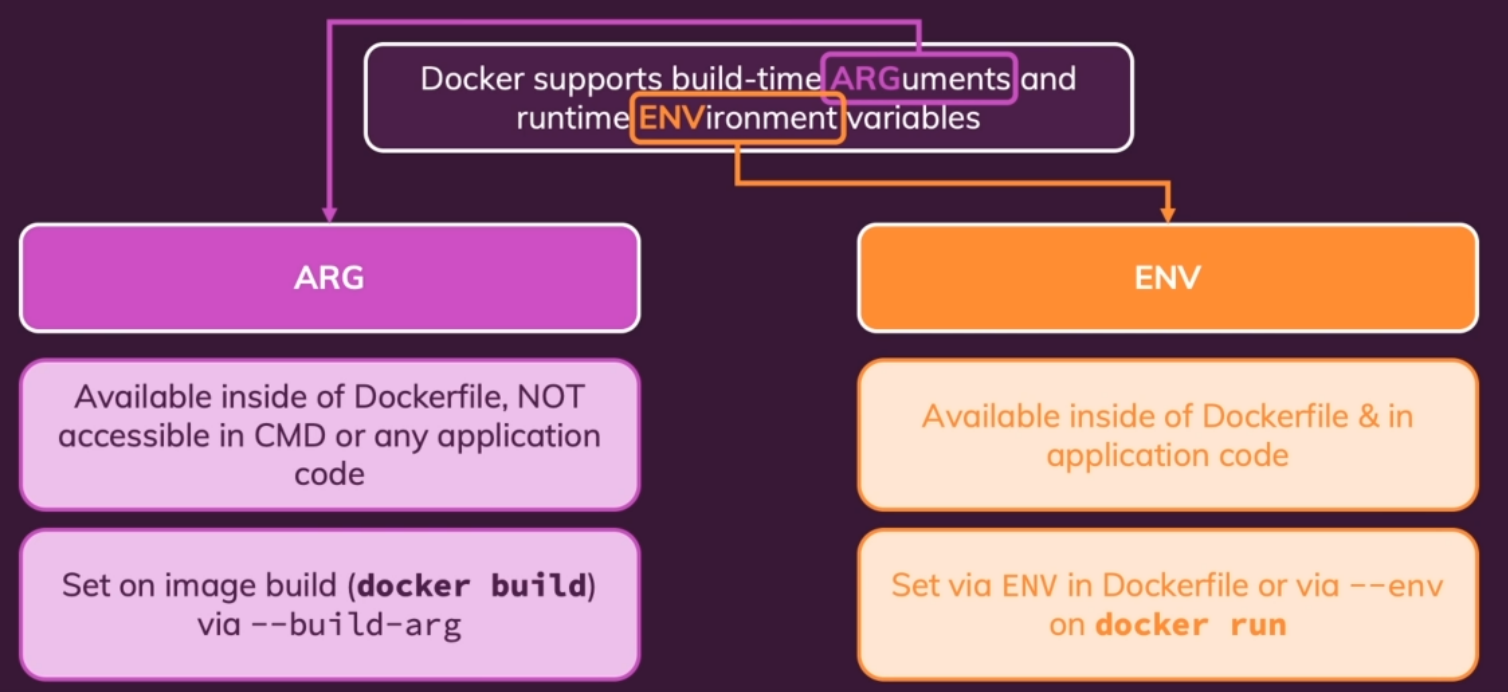 Docker supports build-time ARGuments and
runtime ENVironment variables
ARG
Available inside of Dockerfile, NOT
accessible in CMD or any application
code
Set on image build (docker build)
via --build-arg
ENV
Available inside of Dockerfile & in
application code
Set via ENV in Dockerfile or via --env
on docker run